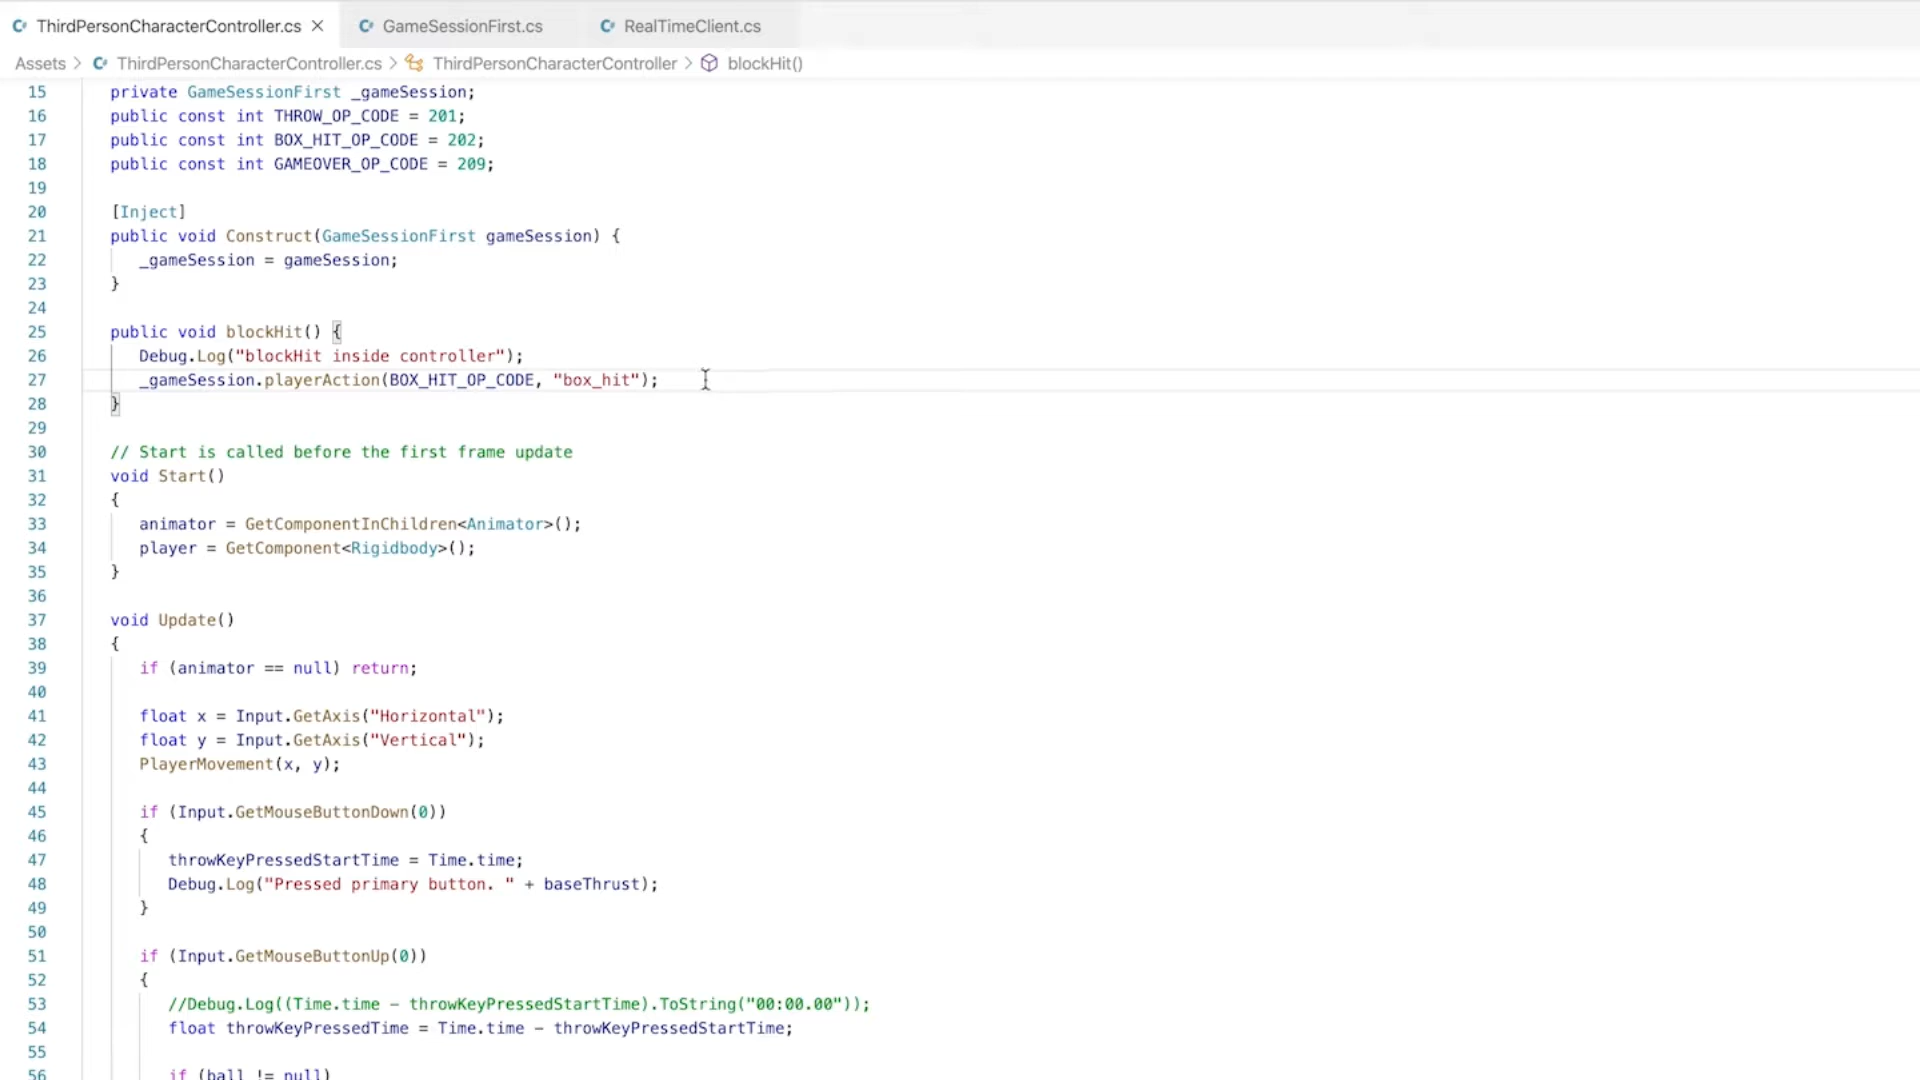 ThirdPersonCharacterController.cs GameSessionFirst.cs RealTimeClient.cs
Assets > ThirdPersonCharacterController.cs > ThirdPersonCharacterController > blockHit()
15 private GameSessionFirst _gameSession;
16 public const int THROW_OP_CODE = 201;
17 public const int BOX_HIT_OP_CODE = 202;
18 public const int GAMEOVER_OP_CODE = 209;
19
20 [Inject]
21 public void Construct(GameSessionFirst gameSession) {
22 _gameSession = gameSession;
23 }
24
25 public void blockHit() {
26 Debug.Log("blockHit inside controller");
27 _gameSession.playerAction(BOX_HIT_OP_CODE, "box_hit");
28 }
29
30 // Start is called before the first frame update
31 void Start()
32 {
33 animator = GetComponentInChildren<Animator>();
34 player = GetComponent<Rigidbody>();
35 }
36
37 void Update()
38 {
39 if (animator == null) return;
40
41 float x = Input.GetAxis("Horizontal");
42 float y = Input.GetAxis("Vertical");
43 PlayerMovement(x, y);
44
45 if (Input.GetMouseButtonDown(0))
46 {
47 throwKeyPressedStartTime = Time.time;
48 Debug.Log("Pressed primary button. " + baseThrust);
49 }
50
51 if (Input.GetMouseButtonUp(0))
52 {
53 //Debug.Log((Time.time - throwKeyPressedStartTime).ToString("00:00.00"));
54 float throwKeyPressedTime = Time.time - throwKeyPressedStartTime;
55
56 if (ball != null)